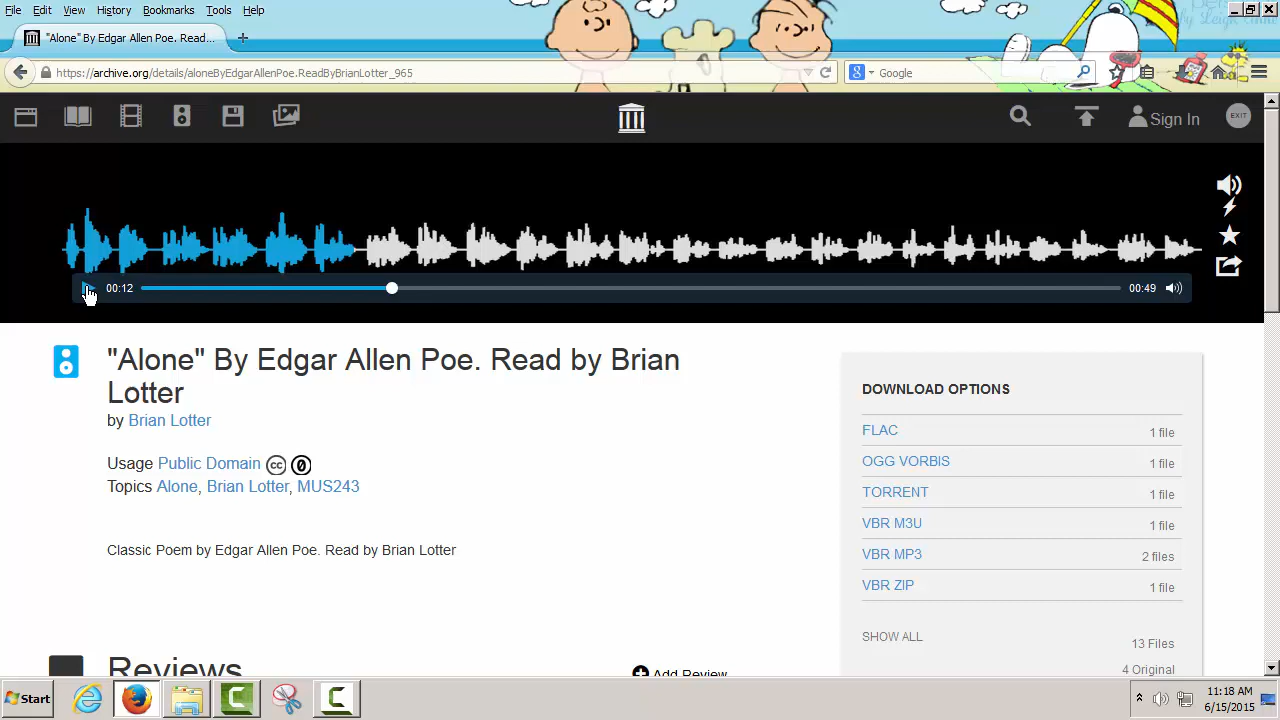 File Edit View History Bookmarks Tools Help
"Alone" By Edgar Allen Poe. Read...
https://archive.org/details/aloneByEdgarAllenPoe.ReadByBrianLotter_965
Google
Sign In
EXIT
00:12
00:49
"Alone" By Edgar Allen Poe. Read by Brian
Lotter
by Brian Lotter
Usage Public Domain
Topics Alone, Brian Lotter, MUS243
Classic Poem by Edgar Allen Poe. Read by Brian Lotter
Reviews
Add Review
DOWNLOAD OPTIONS
FLAC 1 file
OGG VORBIS 1 file
TORRENT 1 file
VBR M3U 1 file
VBR MP3 2 files
VBR ZIP 1 file
SHOW ALL 13 Files
4 Original
Start
11:18 AM
6/15/2015